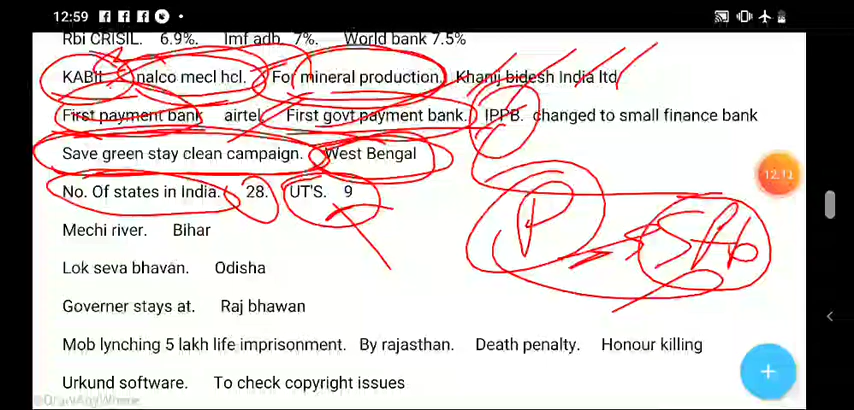 12:59
Rbi CRISIL. 6.9%. Imf adb 7%. World bank 7.5%
KABIl nalco mecl hcl. For mineral production. Khanij bidesh India ltd
First payment bank airtel First govt payment bank. IPPB. changed to small finance bank
Save green stay clean campaign. West Bengal
12:12
No. Of states in India. 28. UT'S. 9
P Sfb
Mechi river. Bihar
Lok seva bhavan. Odisha
Governer stays at. Raj bhawan
Mob lynching 5 lakh life imprisonment. By rajasthan. Death penalty. Honour killing
Urkund software. To check copyright issues
@DrawAnyWhere